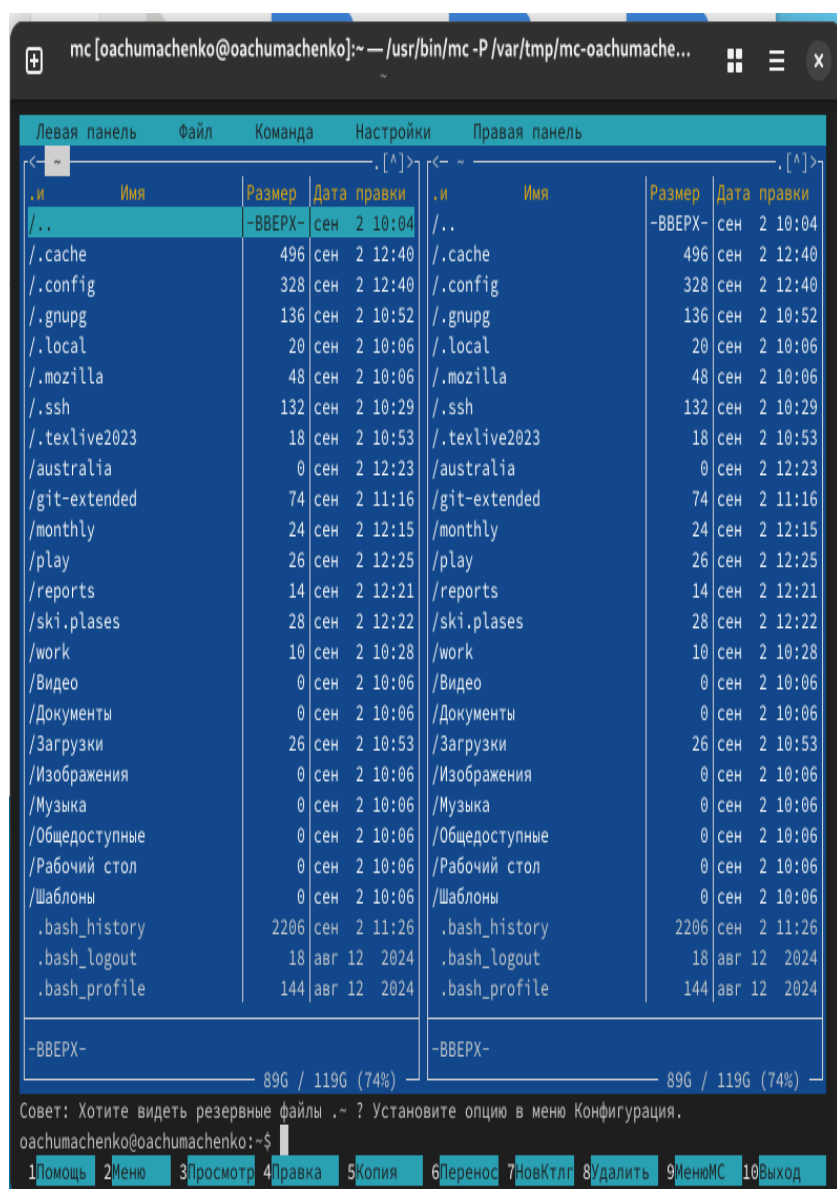 mc [oachumachenko@oachumachenko]:~ — /usr/bin/mc -P /var/tmp/mc-oachumache...
~
Левая панель Файл Команда Настройки Правая панель
<— ~ .[^]> <— ~ .[^]>
.и Имя Размер Дата правки .и Имя Размер Дата правки
/.. -ВВЕРХ- сен 2 10:04 /.. -ВВЕРХ- сен 2 10:04
/.cache 496 сен 2 12:40 /.cache 496 сен 2 12:40
/.config 328 сен 2 12:40 /.config 328 сен 2 12:40
/.gnupg 136 сен 2 10:52 /.gnupg 136 сен 2 10:52
/.local 20 сен 2 10:06 /.local 20 сен 2 10:06
/.mozilla 48 сен 2 10:06 /.mozilla 48 сен 2 10:06
/.ssh 132 сен 2 10:29 /.ssh 132 сен 2 10:29
/.texlive2023 18 сен 2 10:53 /.texlive2023 18 сен 2 10:53
/australia 0 сен 2 12:23 /australia 0 сен 2 12:23
/git-extended 74 сен 2 11:16 /git-extended 74 сен 2 11:16
/monthly 24 сен 2 12:15 /monthly 24 сен 2 12:15
/play 26 сен 2 12:25 /play 26 сен 2 12:25
/reports 14 сен 2 12:21 /reports 14 сен 2 12:21
/ski.plases 28 сен 2 12:22 /ski.plases 28 сен 2 12:22
/work 10 сен 2 10:28 /work 10 сен 2 10:28
/Видео 0 сен 2 10:06 /Видео 0 сен 2 10:06
/Документы 0 сен 2 10:06 /Документы 0 сен 2 10:06
/Загрузки 26 сен 2 10:53 /Загрузки 26 сен 2 10:53
/Изображения 0 сен 2 10:06 /Изображения 0 сен 2 10:06
/Музыка 0 сен 2 10:06 /Музыка 0 сен 2 10:06
/Общедоступные 0 сен 2 10:06 /Общедоступные 0 сен 2 10:06
/Рабочий стол 0 сен 2 10:06 /Рабочий стол 0 сен 2 10:06
/Шаблоны 0 сен 2 10:06 /Шаблоны 0 сен 2 10:06
.bash_history 2206 сен 2 11:26 .bash_history 2206 сен 2 11:26
.bash_logout 18 авг 12 2024 .bash_logout 18 авг 12 2024
.bash_profile 144 авг 12 2024 .bash_profile 144 авг 12 2024
-ВВЕРХ- -ВВЕРХ-
89G / 119G (74%) 89G / 119G (74%)
Совет: Хотите видеть резервные файлы .~ ? Установите опцию в меню Конфигурация.
oachumachenko@oachumachenko:~$
1Помощь 2Меню 3Просмотр 4Правка 5Копия 6Перенос 7НовКтлг 8Удалить 9МенюMC 10Выход